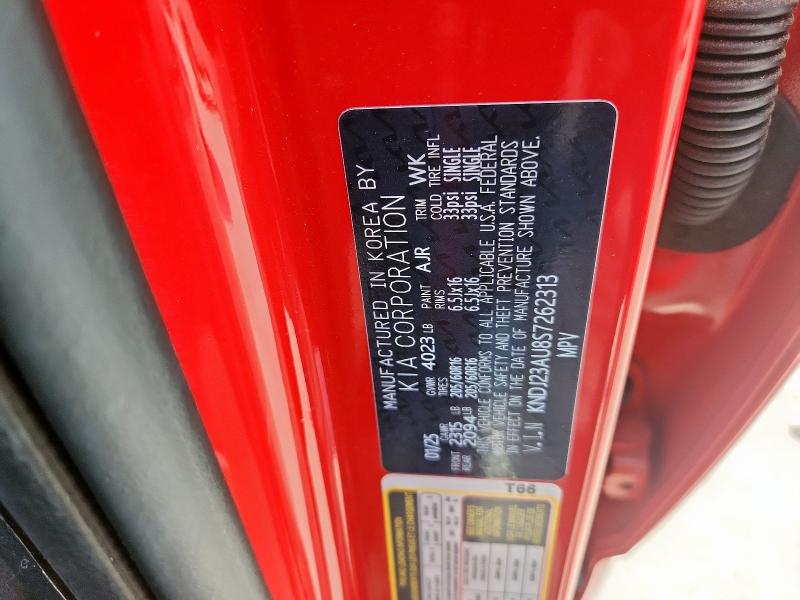 MANUFACTURED IN KOREA BY
KIA CORPORATION
01/25 GVWR 4023 LB PAINT AJR TRIM WK
GAWR TIRES RIMS COLD TIRE INFL
FRONT 2315 LB 205/60R16 6.5Jx16 33psi SINGLE
REAR 2094 LB 205/60R16 6.5Jx16 33psi SINGLE
THIS VEHICLE CONFORMS TO ALL APPLICABLE U.S.A. FEDERAL
MOTOR VEHICLE SAFETY AND THEFT PREVENTION STANDARDS
IN EFFECT ON THE DATE OF MANUFACTURE SHOWN ABOVE.
V.I.N KNDJ23AU8S7262313
MPV
T66